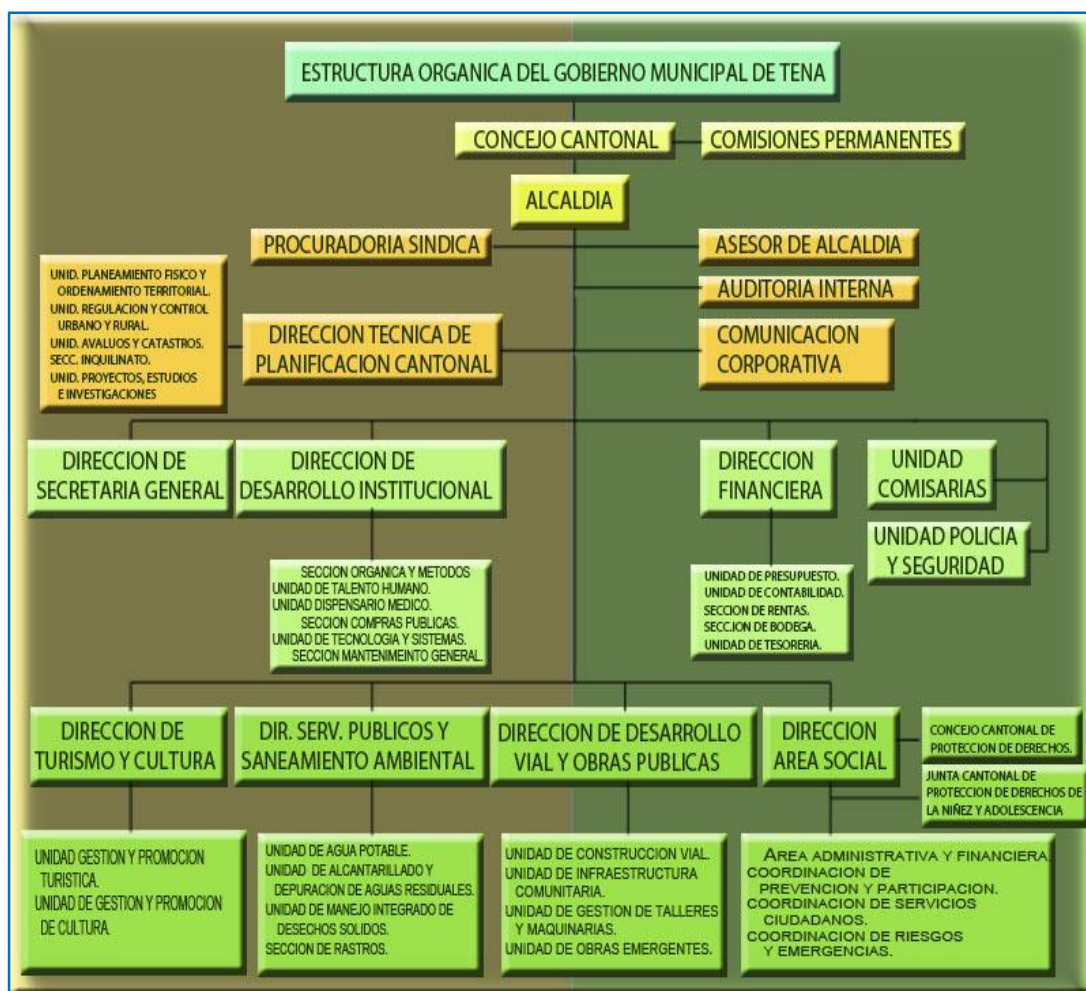 ESTRUCTURA ORGANICA DEL GOBIERNO MUNICIPAL DE TENA
CONCEJO CANTONAL
COMISIONES PERMANENTES
ALCALDIA
PROCURADORIA SINDICA
ASESOR DE ALCALDIA
AUDITORIA INTERNA
UNID. PLANEAMIENTO FISICO Y
ORDENAMIENTO TERRITORIAL.
UNID. REGULACION Y CONTROL
URBANO Y RURAL.
UNID. AVALUOS Y CATASTROS.
SECC. INQUILINATO.
UNID. PROYECTOS, ESTUDIOS
E INVESTIGACIONES
DIRECCION TECNICA DE
PLANIFICACION CANTONAL
COMUNICACION
CORPORATIVA
DIRECCION DE
SECRETARIA GENERAL
DIRECCION DE
DESARROLLO INSTITUCIONAL
DIRECCION
FINANCIERA
UNIDAD
COMISARIAS
UNIDAD POLICIA
Y SEGURIDAD
SECCION ORGANICA Y METODOS
UNIDAD DE TALENTO HUMANO.
UNIDAD DISPENSARIO MEDICO.
SECCION COMPRAS PUBLICAS.
UNIDAD DE TECNOLOGIA Y SISTEMAS.
SECCION MANTENIMEINTO GENERAL.
UNIDAD DE PRESUPUESTO.
UNIDAD DE CONTABILIDAD.
SECCION DE RENTAS.
SECC.ION DE BODEGA.
UNIDAD DE TESORERIA.
DIRECCION DE
TURISMO Y CULTURA
DIR. SERV. PUBLICOS Y
SANEAMIENTO AMBIENTAL
DIRECCION DE DESARROLLO
VIAL Y OBRAS PUBLICAS
DIRECCION
AREA SOCIAL
CONCEJO CANTONAL DE
PROTECCION DE DERECHOS.
JUNTA CANTONAL DE
PROTECCION DE DERECHOS DE
LA NIÑEZ Y ADOLESCENCIA
UNIDAD GESTION Y PROMOCION
TURISTICA.
UNIDAD DE GESTION Y PROMOCION
DE CULTURA.
UNIDAD DE AGUA POTABLE.
UNIDAD DE ALCANTARILLADO Y
DEPURACION DE AGUAS RESIDUALES.
UNIDAD DE MANEJO INTEGRADO DE
DESECHOS SOLIDOS.
SECCION DE RASTROS.
UNIDAD DE CONSTRUCCION VIAL.
UNIDAD DE INFRAESTRUCTURA
COMUNITARIA.
UNIDAD DE GESTION DE TALLERES
Y MAQUINARIAS.
UNIDAD DE OBRAS EMERGENTES.
AREA ADMINISTRATIVA Y FINANCIERA.
COORDINACION DE
PREVENCION Y PARTICIPACION.
COORDINACION DE SERVICIOS
CIUDADANOS.
COORDINACION DE RIESGOS
Y EMERGENCIAS.